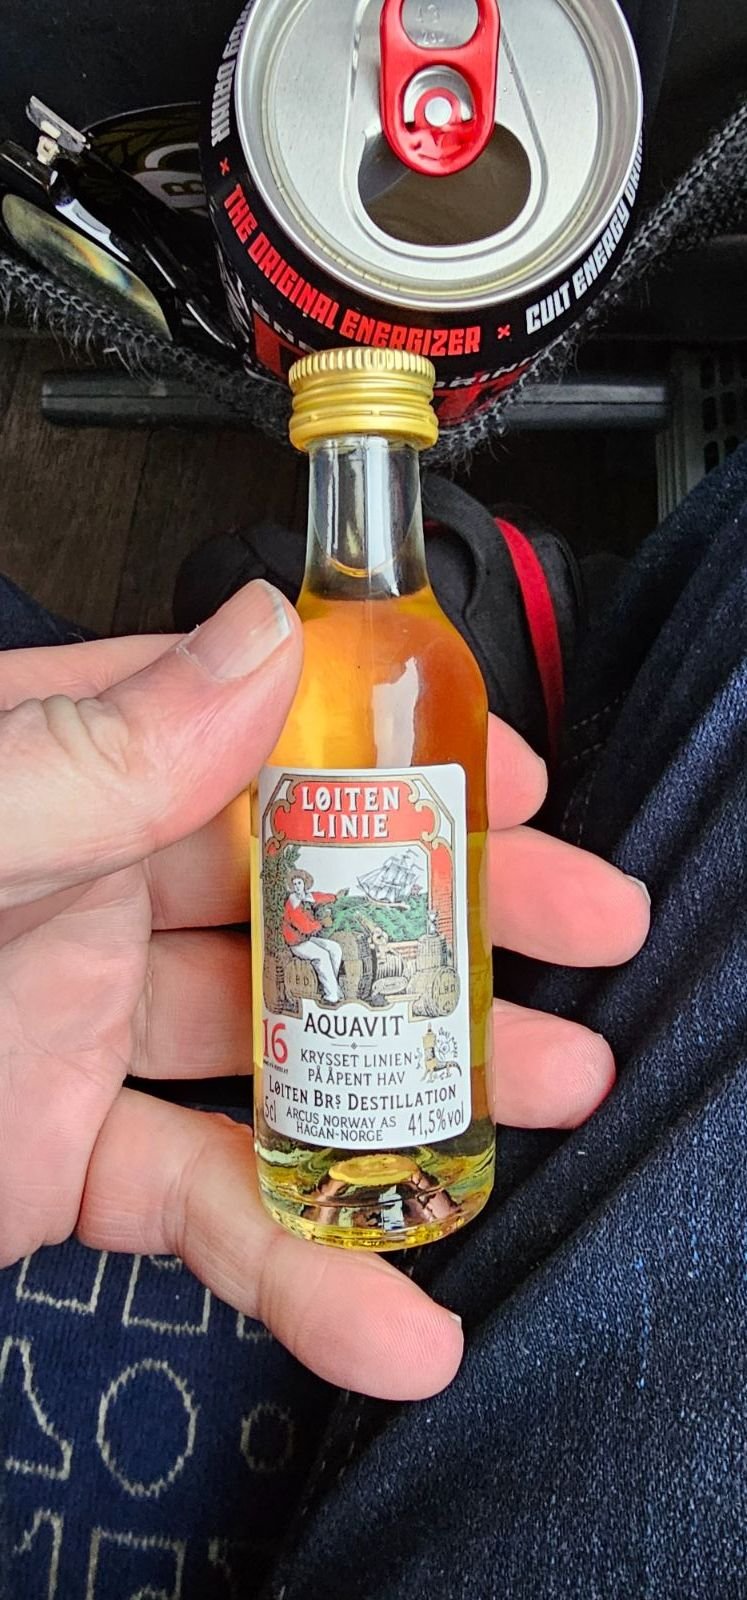 THE ORIGINAL ENERGIZER × CULT ENERGY
LØITEN
LINIE
L.B.D.
L.B.D.
AQUAVIT
16
KRYSSET LINIEN
PÅ ÅPENT HAV
LØITEN BRS DESTILLATION
5cl
ARCUS NORWAY AS
41,5%vol
HAGAN-NORGE